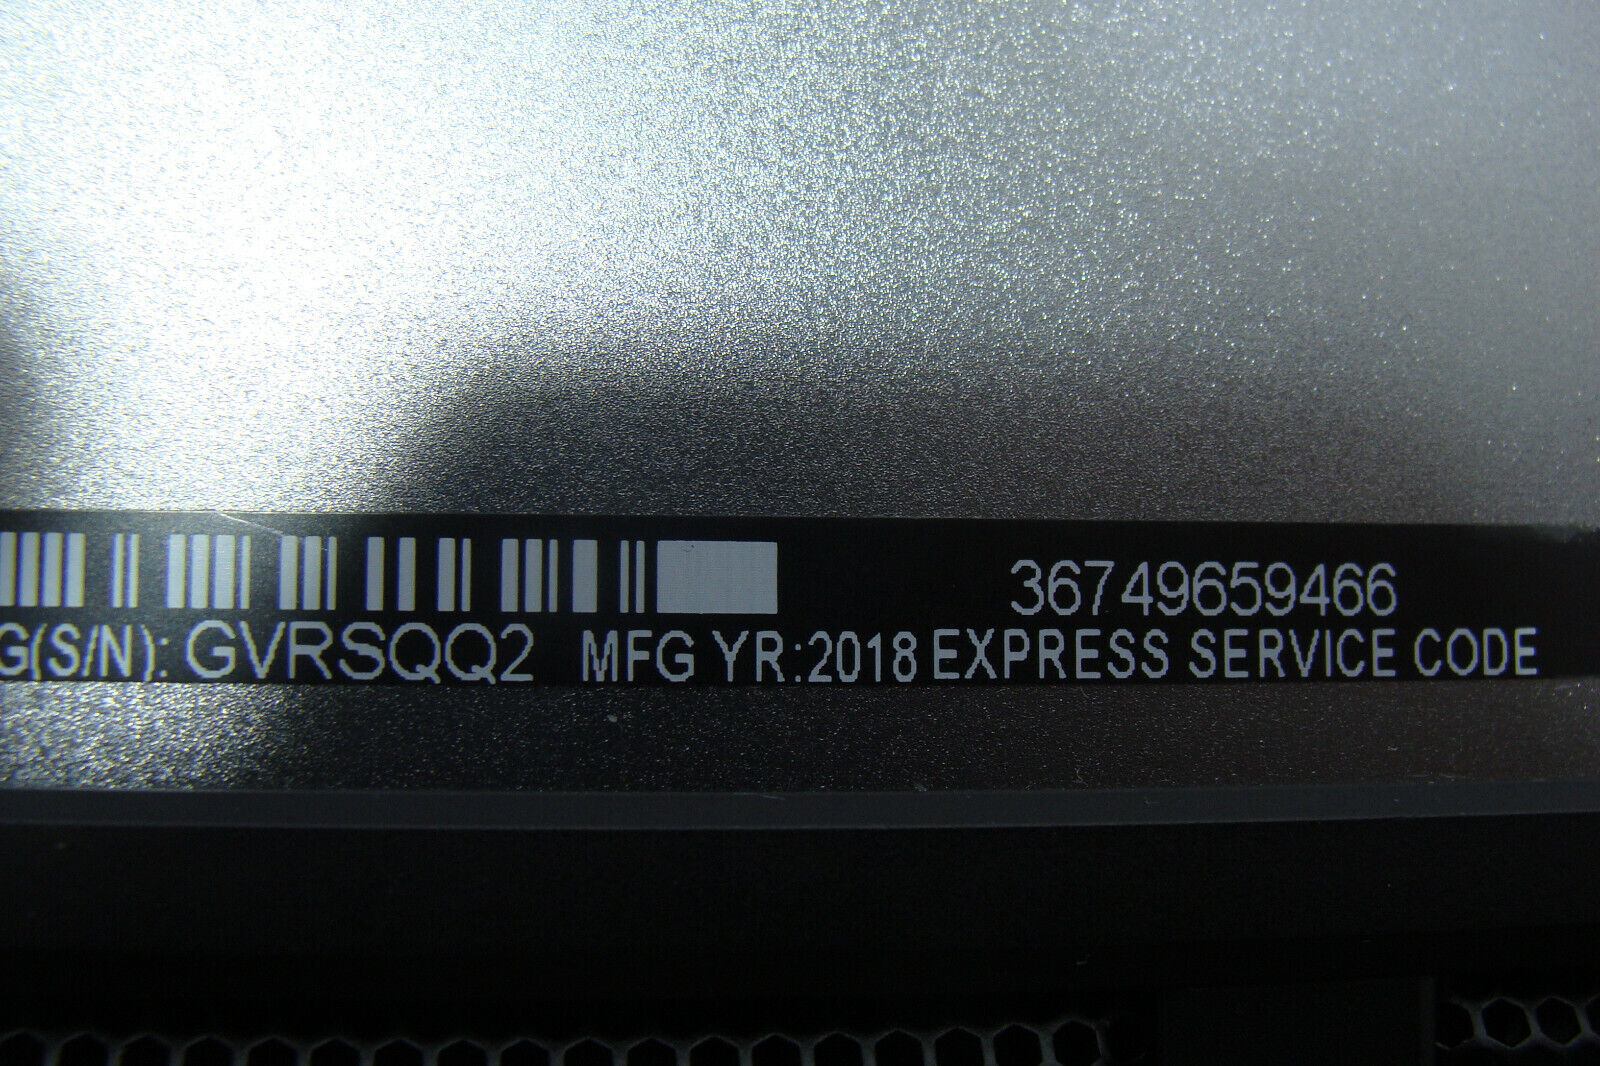 36749659466
G(S/N): GVRSQQ2 MFG YR:2018 EXPRESS SERVICE CODE